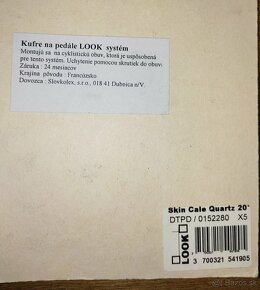 Kufre na pedále LOOK systém
Montujú sa na cyklistickú obuv, ktorá je uspôsobená
pre tento systém. Uchytenie pomocou skrutiek do obuv.
Záruka : 24 mesiacov
Krajina pôvodu : Francúzsko
Dovozca : Slovkolex, s.r.o., 018 41 Dubnica n/V.
Skin Cale Quartz 20°
DTPD / 0152280 X5
LOOK
3 700321 541905